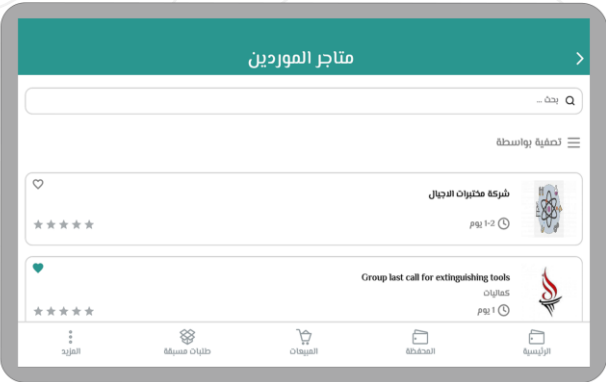 متاجر الموردين
بحث ...
تصفية بواسطة
شركة مختبرات الاجيال
1-2 يوم
Group last call for extinguishing tools
كماليات
1 يوم
الرئيسية
المحفظة
المبيعات
طلبات مسبقة
المزيد